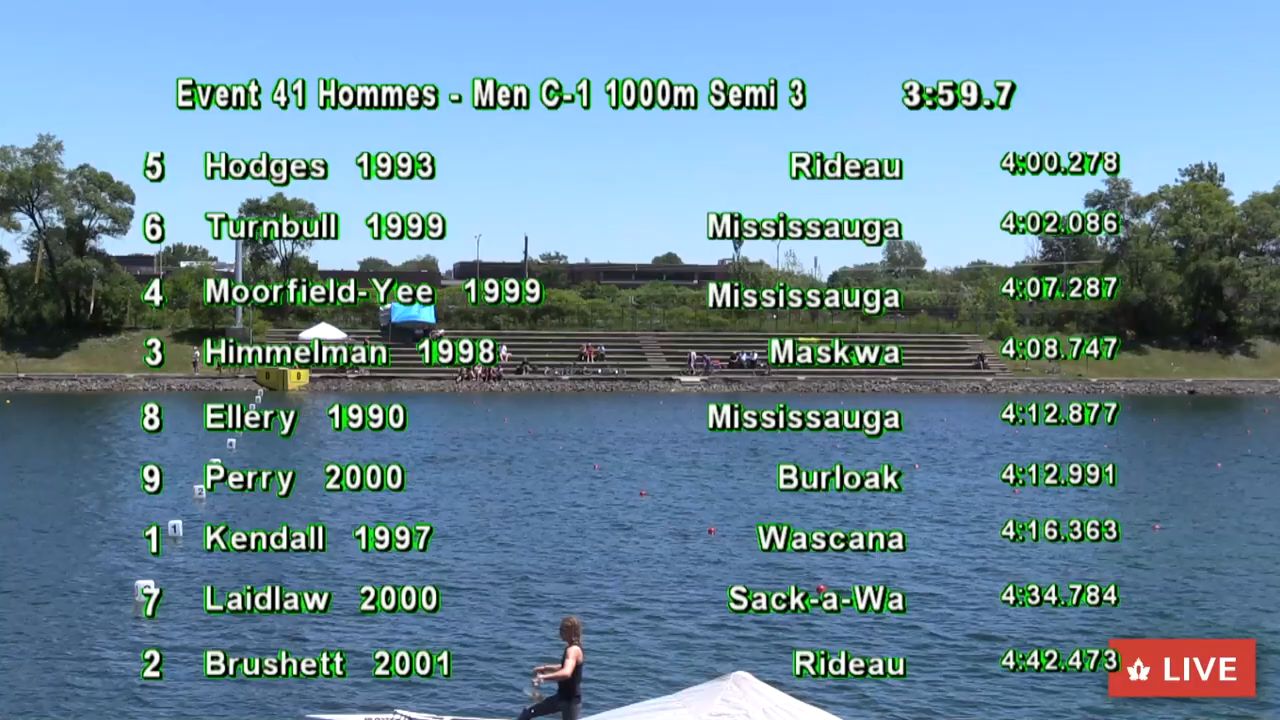 Event 41 Hommes - Men C-1 1000m Semi 3 3:59.7
5 Hodges 1993 Rideau 4:00.278
6 Turnbull 1999 Mississauga 4:02.086
4 Moorfield-Yee 1999 Mississauga 4:07.287
3 Himmelman 1998 Maskwa 4:08.747
8 Ellery 1990 Mississauga 4:12.877
9 Perry 2000 Burloak 4:12.991
1 Kendall 1997 Wascana 4:16.363
7 Laidlaw 2000 Sack-a-Wa 4:34.784
2 Brushett 2001 Rideau 4:42.473
LIVE
2
1